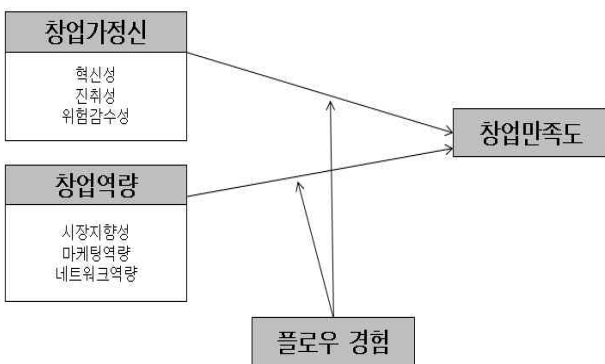 창업가정신
혁신성
진취성
위험감수성
창업만족도
창업역량
시장지향성
마케팅역량
네트워크역량
플로우 경험